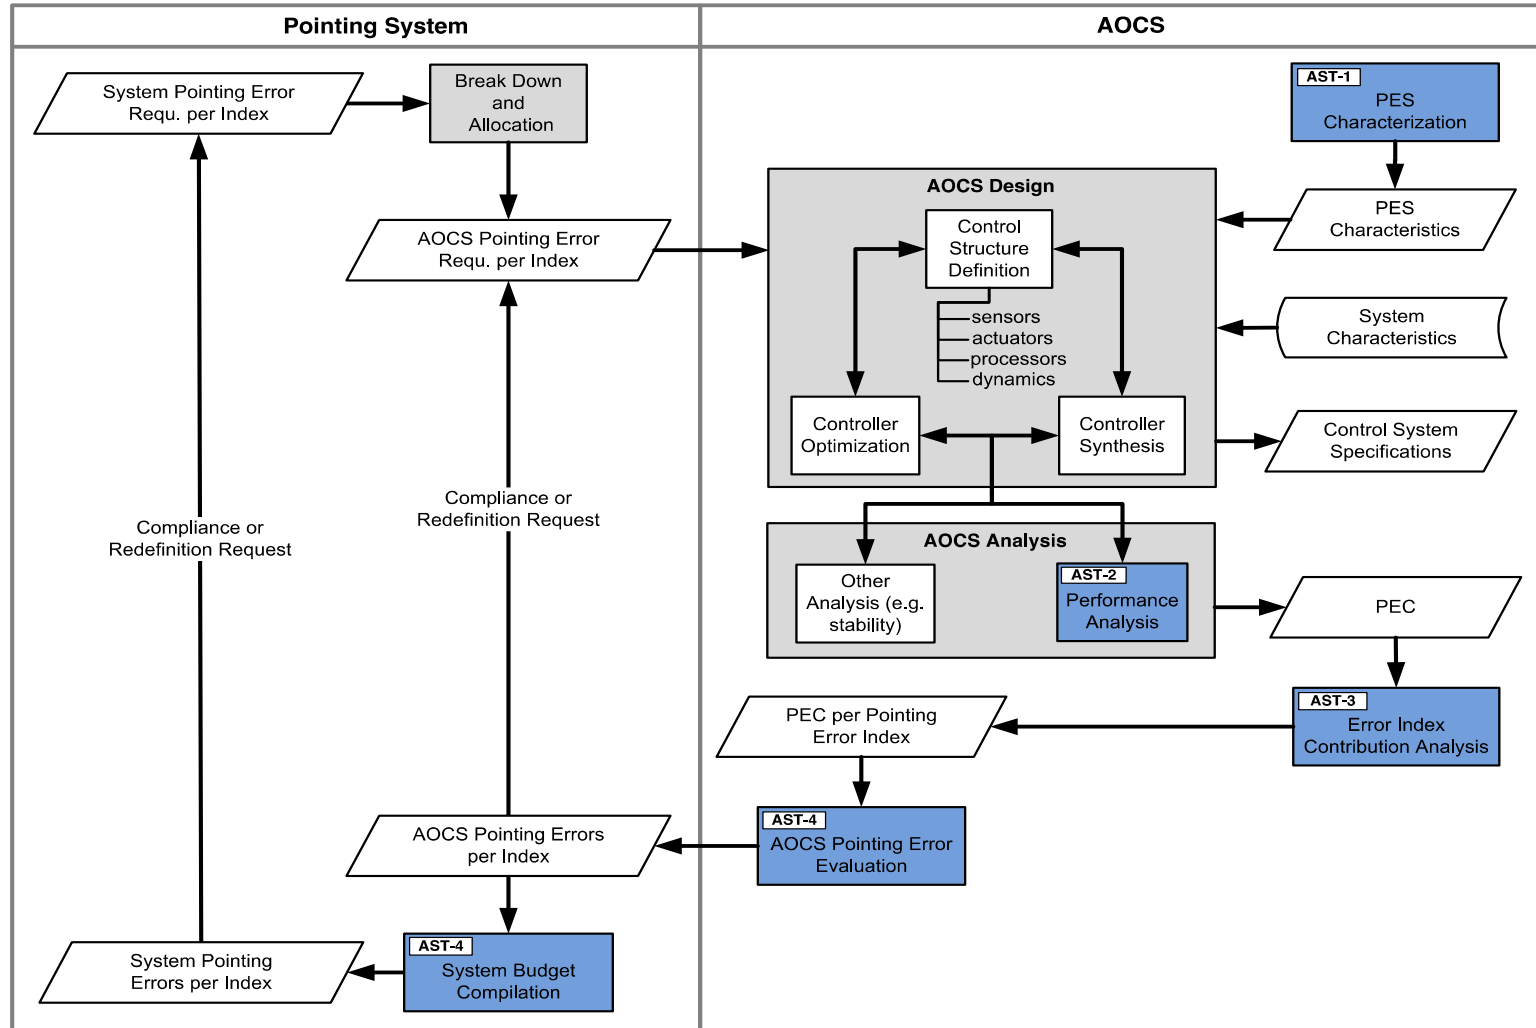 Pointing System
AOCS
System Pointing Error
Requ. per Index
Break Down
and
Allocation
AST-1
PES
Characterization
AOCS Design
PES
Characteristics
AOCS Pointing Error
Requ. per Index
Control
Structure
Definition
sensors
actuators
processors
dynamics
System
Characteristics
Controller
Optimization
Controller
Synthesis
Control System
Specifications
Compliance or
Redefinition Request
Compliance or
Redefinition Request
AOCS Analysis
Other
Analysis (e.g.
stability)
AST-2
Performance
Analysis
PEC
AST-3
Error Index
Contribution Analysis
PEC per Pointing
Error Index
AST-4
AOCS Pointing Error
Evaluation
AOCS Pointing Errors
per Index
AST-4
System Budget
Compilation
System Pointing
Errors per Index